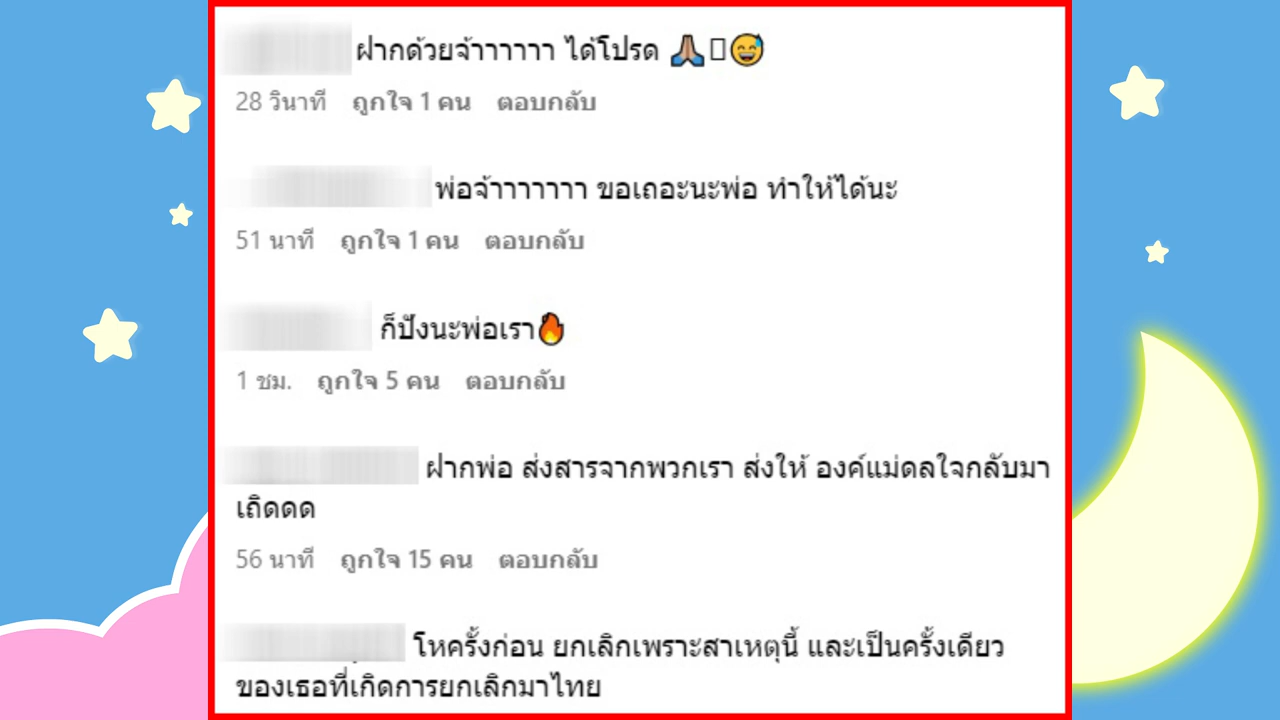 ฝากด้วยจ้าาาาาา ได้โปรด 🙏🏽😅
28 วินาที ถูกใจ 1 คน ตอบกลับ
พ่อจ้าาาาาาา ขอเถอะนะพ่อ ทำให้ได้นะ
51 นาที ถูกใจ 1 คน ตอบกลับ
ก็ปังนะพ่อเรา🔥
1 ชม. ถูกใจ 5 คน ตอบกลับ
ฝากพ่อ ส่งสารจากพวกเรา ส่งให้ องค์แม่ดลใจกลับมา
เถิดดด
56 นาที ถูกใจ 15 คน ตอบกลับ
โหครั้งก่อน ยกเลิกเพราะสาเหตุนี้ และเป็นครั้งเดียว
ของเธอที่เกิดการยกเลิกมาไทย